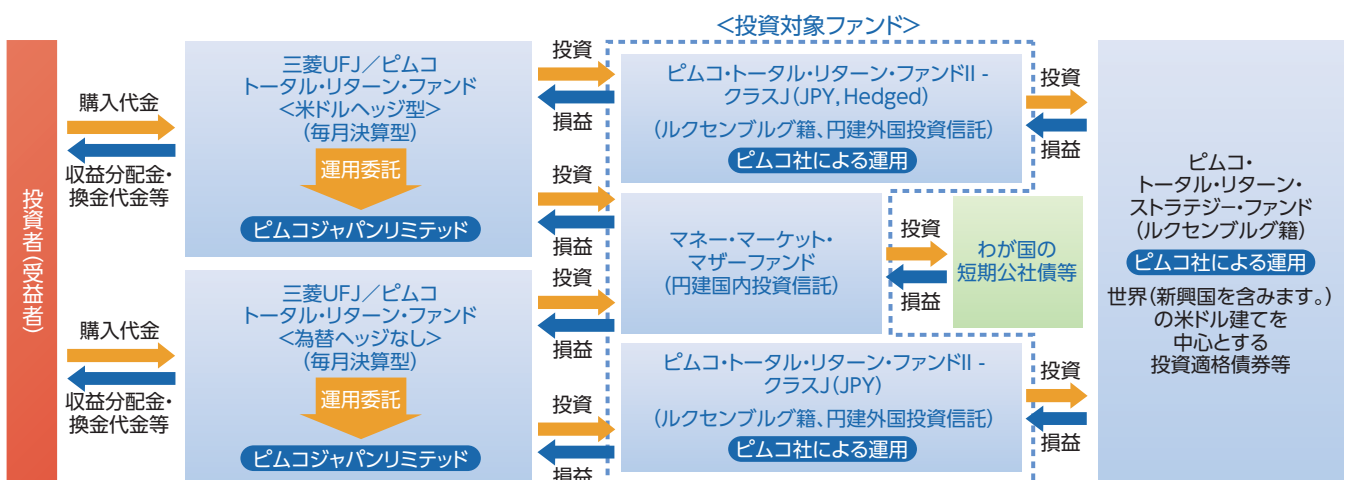 <投資対象ファンド>
投資者(受益者)
購入代金
収益分配金・
換金代金等
三菱UFJ/ピムコ
トータル・リターン・ファンド
<米ドルヘッジ型>
(毎月決算型)
運用委託
ピムコジャパンリミテッド
投資
損益
投資
損益
ピムコ・トータル・リターン・ファンドII -
クラスJ(JPY,Hedged)
(ルクセンブルグ籍、円建外国投資信託)
ピムコ社による運用
投資
損益
マネー・マーケット・
マザーファンド
(円建国内投資信託)
投資
損益
わが国の
短期公社債等
購入代金
収益分配金・
換金代金等
三菱UFJ/ピムコ
トータル・リターン・ファンド
<為替ヘッジなし>
(毎月決算型)
運用委託
ピムコジャパンリミテッド
投資
損益
投資
損益
ピムコ・トータル・リターン・ファンドII -
クラスJ(JPY)
(ルクセンブルグ籍、円建外国投資信託)
ピムコ社による運用
投資
損益
ピムコ・
トータル・リターン・
ストラテジー・ファンド
(ルクセンブルグ籍)
ピムコ社による運用
世界(新興国を含みます。)
の米ドル建てを
中心とする
投資適格債券等